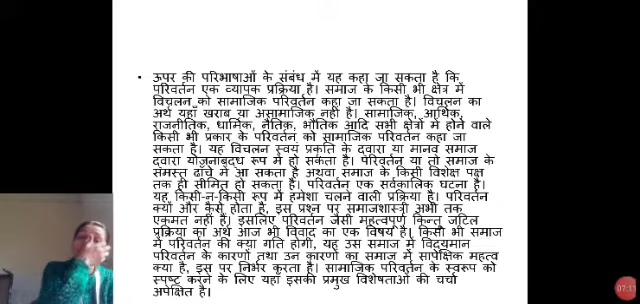 • ऊपर की परिभाषाओं के संबंध में यह कहा जा सकता है कि
परिवर्तन एक व्यापक प्रक्रिया है। समाज के किसी भी क्षेत्र में
विचलन को सामाजिक परिवर्तन कहा जा सकता है। विचलन का
अर्थ यहाँ खराब या असामाजिक नहीं है। सामाजिक, आर्थिक,
राजनीतिक, धार्मिक, नैतिक, भौतिक आदि सभी क्षेत्रों में होने वाले
किसी भी प्रकार के परिवर्तन को सामाजिक परिवर्तन कहा जा
सकता है। यह विचलन स्वयं प्रकृति के द्वारा या मानव समाज
द्वारा योजनाबद्ध रूप में हो सकता है। परिवर्तन या तो समाज के
समस्त ढाँचे में आ सकता है अथवा समाज के किसी विशेष पक्ष
तक ही सीमित हो सकता है। परिवर्तन एक सर्वकालिक घटना है।
यह किसी-न-किसी रूप में हमेशा चलने वाली प्रक्रिया है। परिवर्तन
क्यों और कैसे होता है, इस प्रश्न पर समाजशास्त्री अभी तक
एकमत नहीं हैं। इसलिए परिवर्तन जैसी महत्वपूर्ण किन्तु जटिल
प्रक्रिया का अर्थ आज भी विवाद का एक विषय है। किसी भी समाज
में परिवर्तन की क्या गति होगी, यह उस समाज में विद्यमान
परिवर्तन के कारणों तथा उन कारणों का समाज में सापेक्षिक महत्व
क्या है, इस पर निर्भर करता है। सामाजिक परिवर्तन के स्वरूप को
स्पष्ट करने के लिए यहाँ इसकी प्रमुख विशेषताओं की चर्चा
अपेक्षित है।
07:11